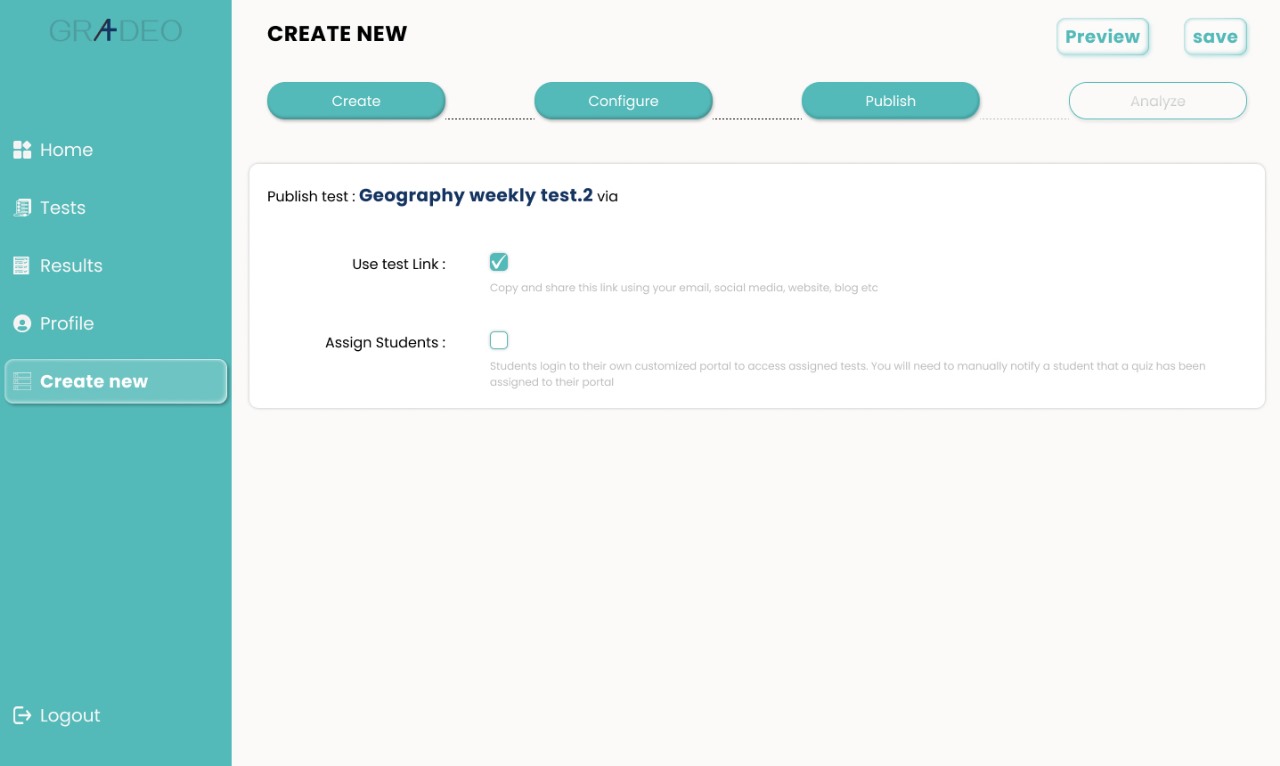 GRADEO
CREATE NEW
Preview
save
Create
Configure
Publish
Analyze
Home
Tests
Results
Profile
Create new
Logout
Publish test : Geography weekly test.2 via
Use test Link :
Copy and share this link using your email, social media, website, blog etc
Assign Students :
Students login to their own customized portal to access assigned tests. You will need to manually notify a student that a quiz has been
assigned to their portal